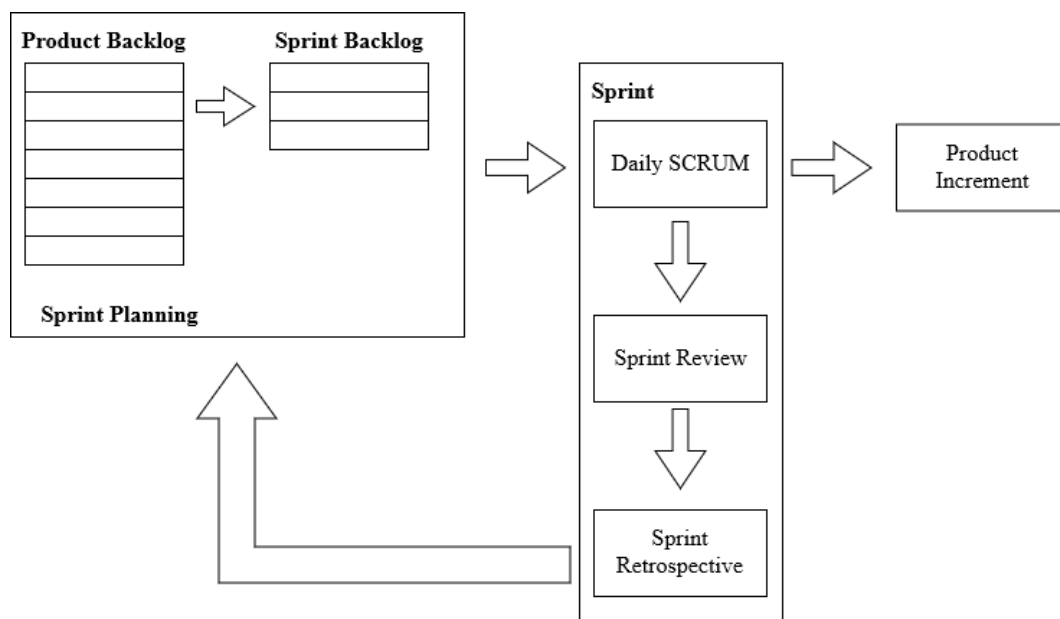 Product Backlog
Sprint Backlog
Sprint Planning
Sprint
Daily SCRUM
Sprint Review
Sprint
Retrospective
Product
Increment